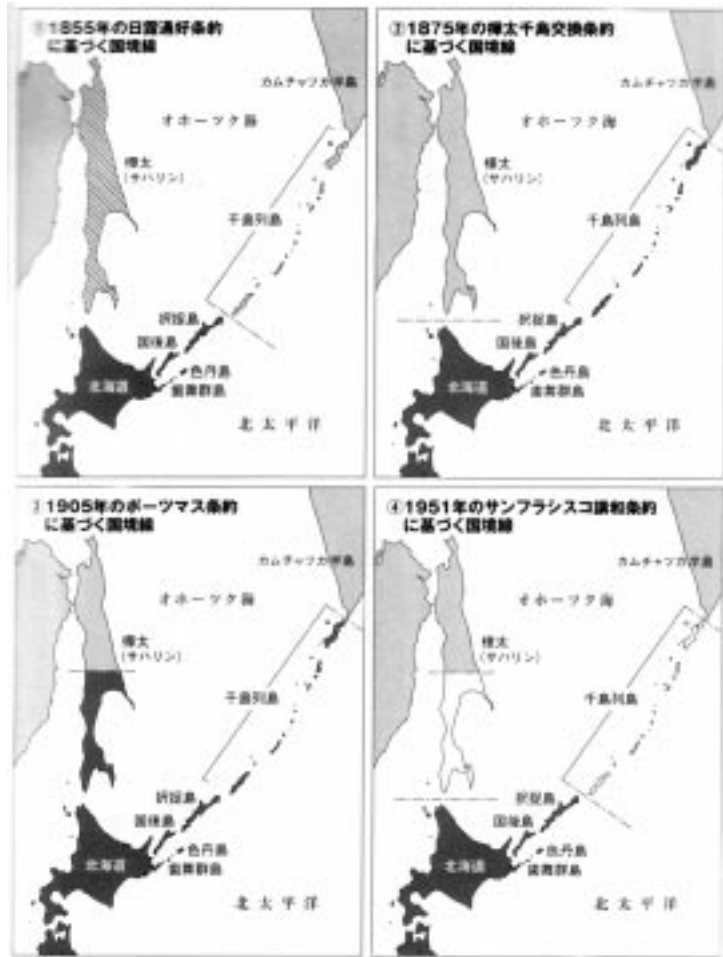 ①1855年の日露通好条約
に基づく国境線
カムチャツカ半島
オホーツク海
樺太
(サハリン)
千島列島
択捉島
国後島
色丹島
北海道
歯舞群島
北太平洋
②1875年の樺太千島交換条約
に基づく国境線
カムチャツカ半島
オホーツク海
樺太
(サハリン)
千島列島
択捉島
国後島
色丹島
北海道
歯舞群島
北太平洋
③1905年のポーツマス条約
に基づく国境線
カムチャツカ半島
オホーツク海
樺太
(サハリン)
千島列島
択捉島
国後島
色丹島
北海道
歯舞群島
北太平洋
④1951年のサンフラシスコ講和条約
に基づく国境線
カムチャツカ半島
オホーツク海
樺太
(サハリン)
千島列島
択捉島
国後島
色丹島
北海道
歯舞群島
北太平洋